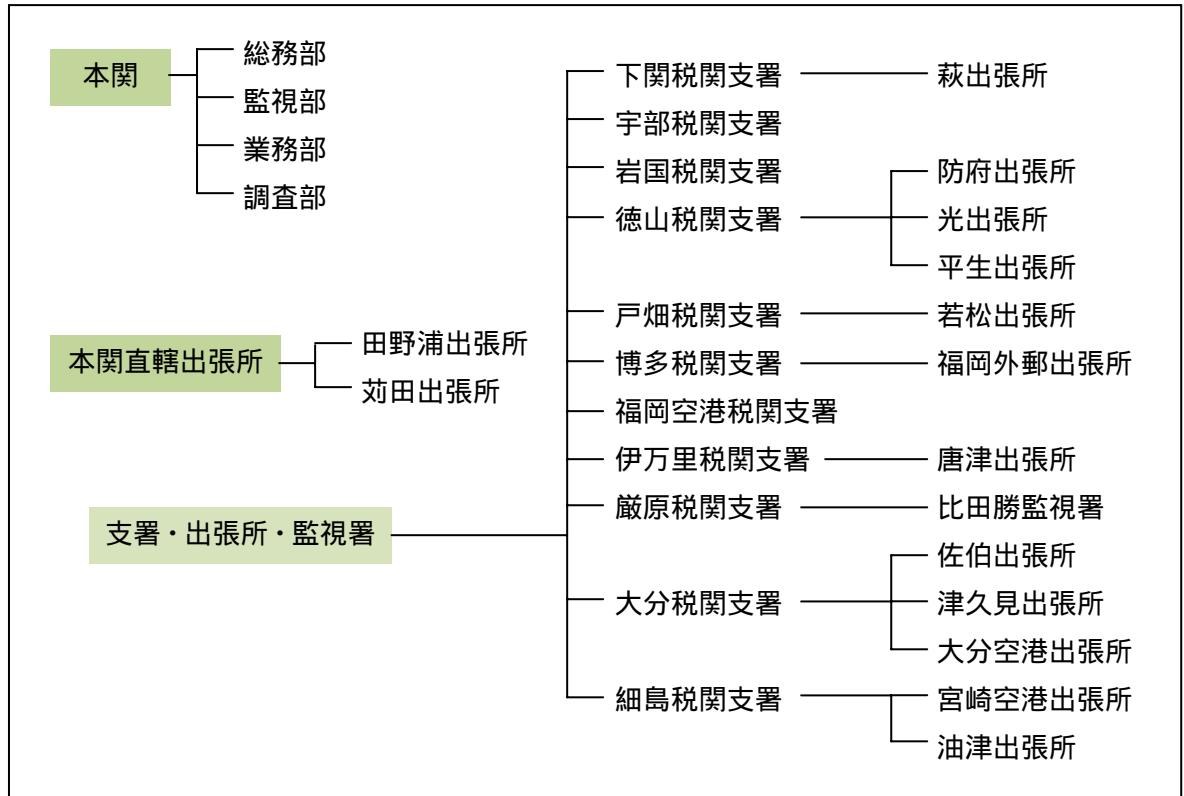 本関
総務部
監視部
業務部
調査部
本関直轄出張所
田野浦出張所
苅田出張所
支署・出張所・監視署
下関税関支署
萩出張所
宇部税関支署
岩国税関支署
徳山税関支署
防府出張所
光出張所
平生出張所
戸畑税関支署
若松出張所
博多税関支署
福岡外郵出張所
福岡空港税関支署
伊万里税関支署
唐津出張所
厳原税関支署
比田勝監視署
大分税関支署
佐伯出張所
津久見出張所
大分空港出張所
細島税関支署
宮崎空港出張所
油津出張所